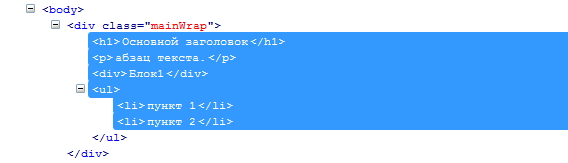 <body>
<div class="mainWrap">
<h1>Основной заголовок</h1>
<p>абзац текста.</p>
<div>Блок1</div>
<ul>
<li>пункт 1</li>
<li>пункт 2</li>
</ul>
</div>